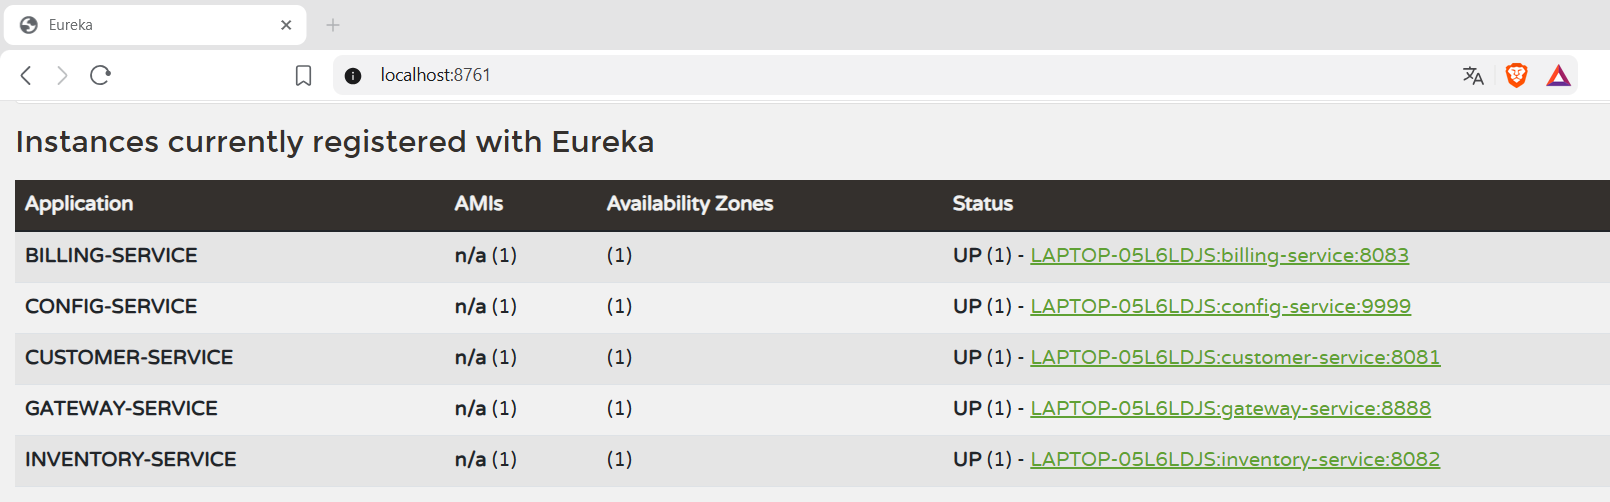 Eureka
localhost:8761
Instances currently registered with Eureka
Application AMIs Availability Zones Status
BILLING-SERVICE n/a (1) (1) UP (1) - LAPTOP-05L6LDJS:billing-service:8083
CONFIG-SERVICE n/a (1) (1) UP (1) - LAPTOP-05L6LDJS:config-service:9999
CUSTOMER-SERVICE n/a (1) (1) UP (1) - LAPTOP-05L6LDJS:customer-service:8081
GATEWAY-SERVICE n/a (1) (1) UP (1) - LAPTOP-05L6LDJS:gateway-service:8888
INVENTORY-SERVICE n/a (1) (1) UP (1) - LAPTOP-05L6LDJS:inventory-service:8082